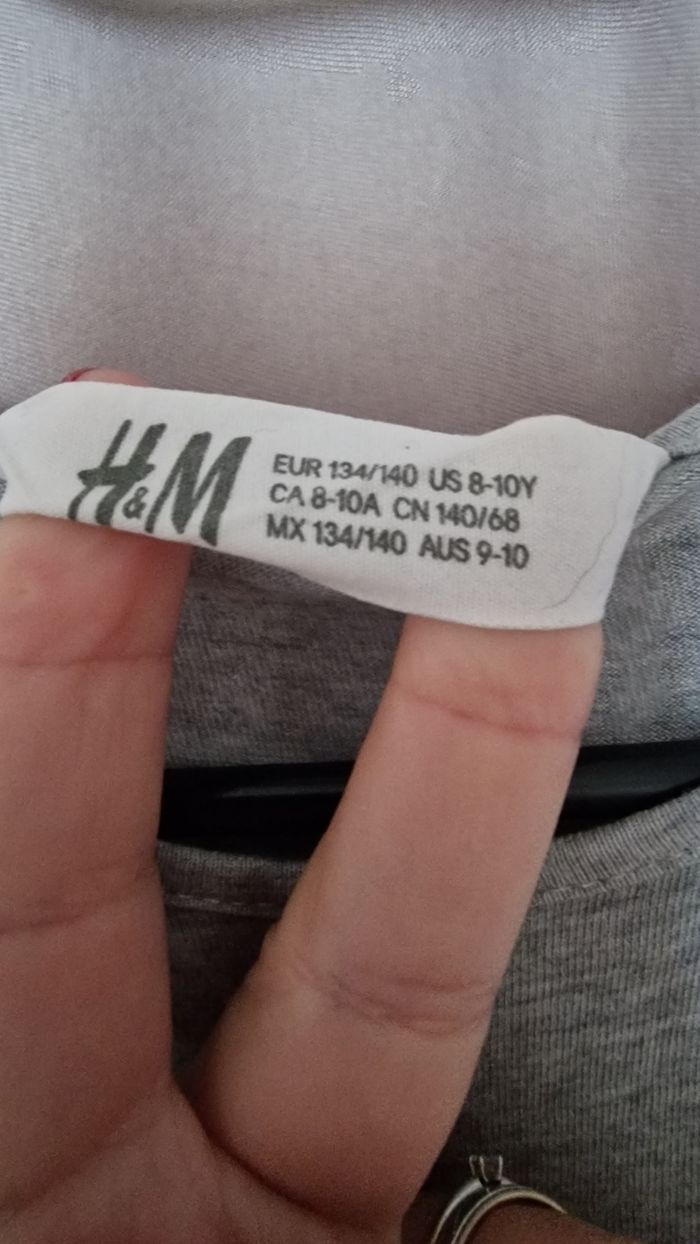 H&M
EUR 134/140 US 8-10Y
CA 8-10A CN 140/68
MX 134/140 AUS 9-10